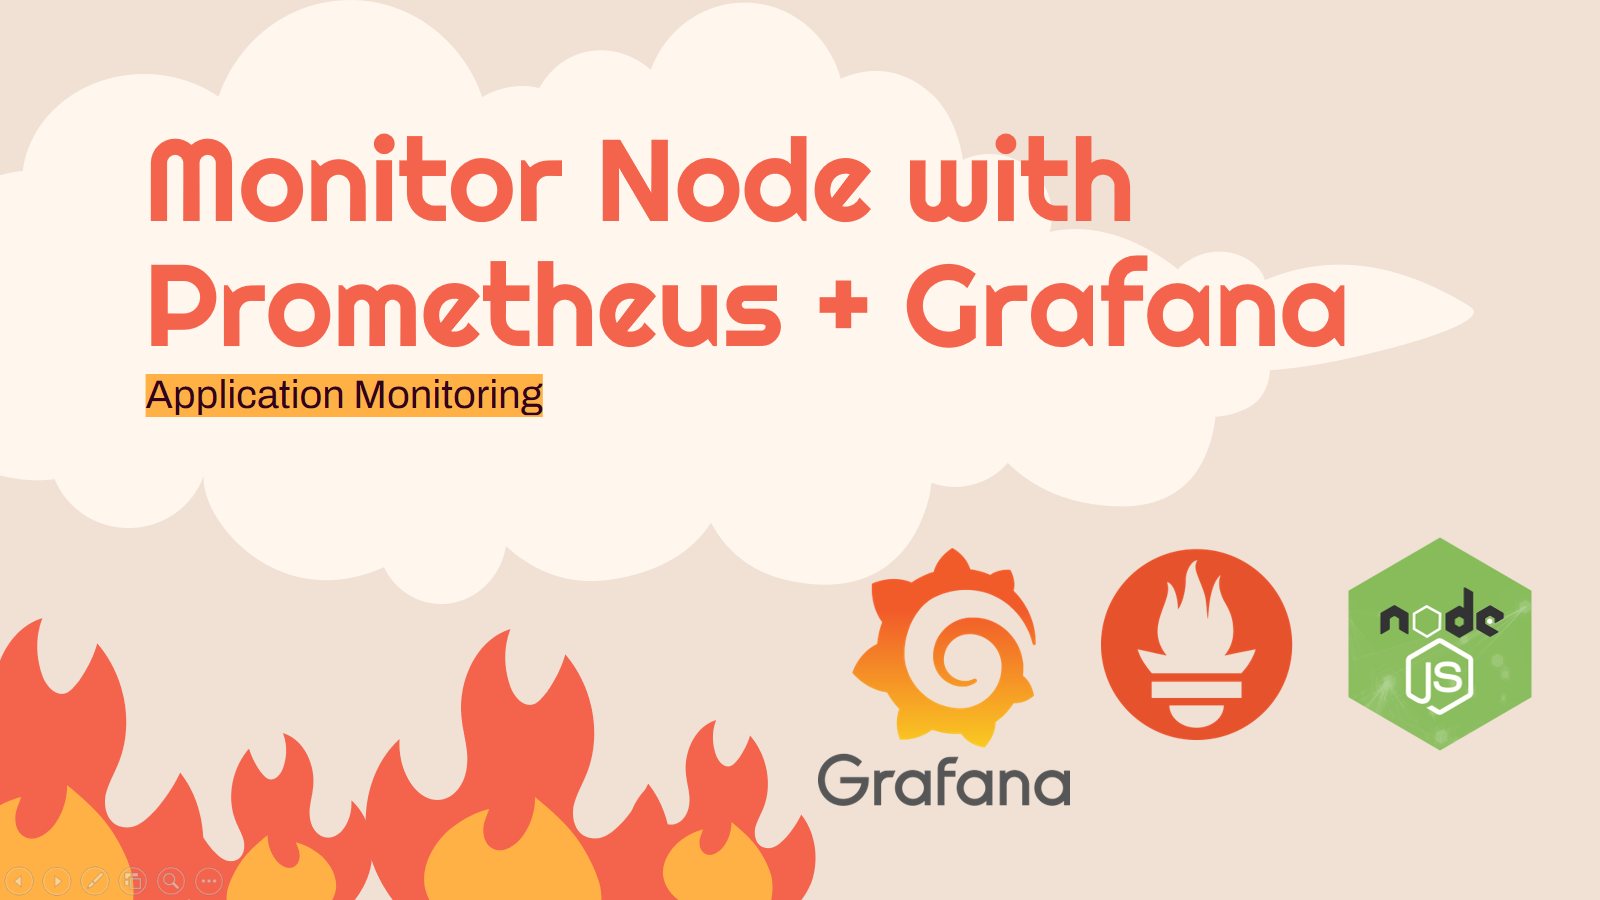 Monitor Node with
Prometheus + Grafana
Application Monitoring
Grafana
node
JS